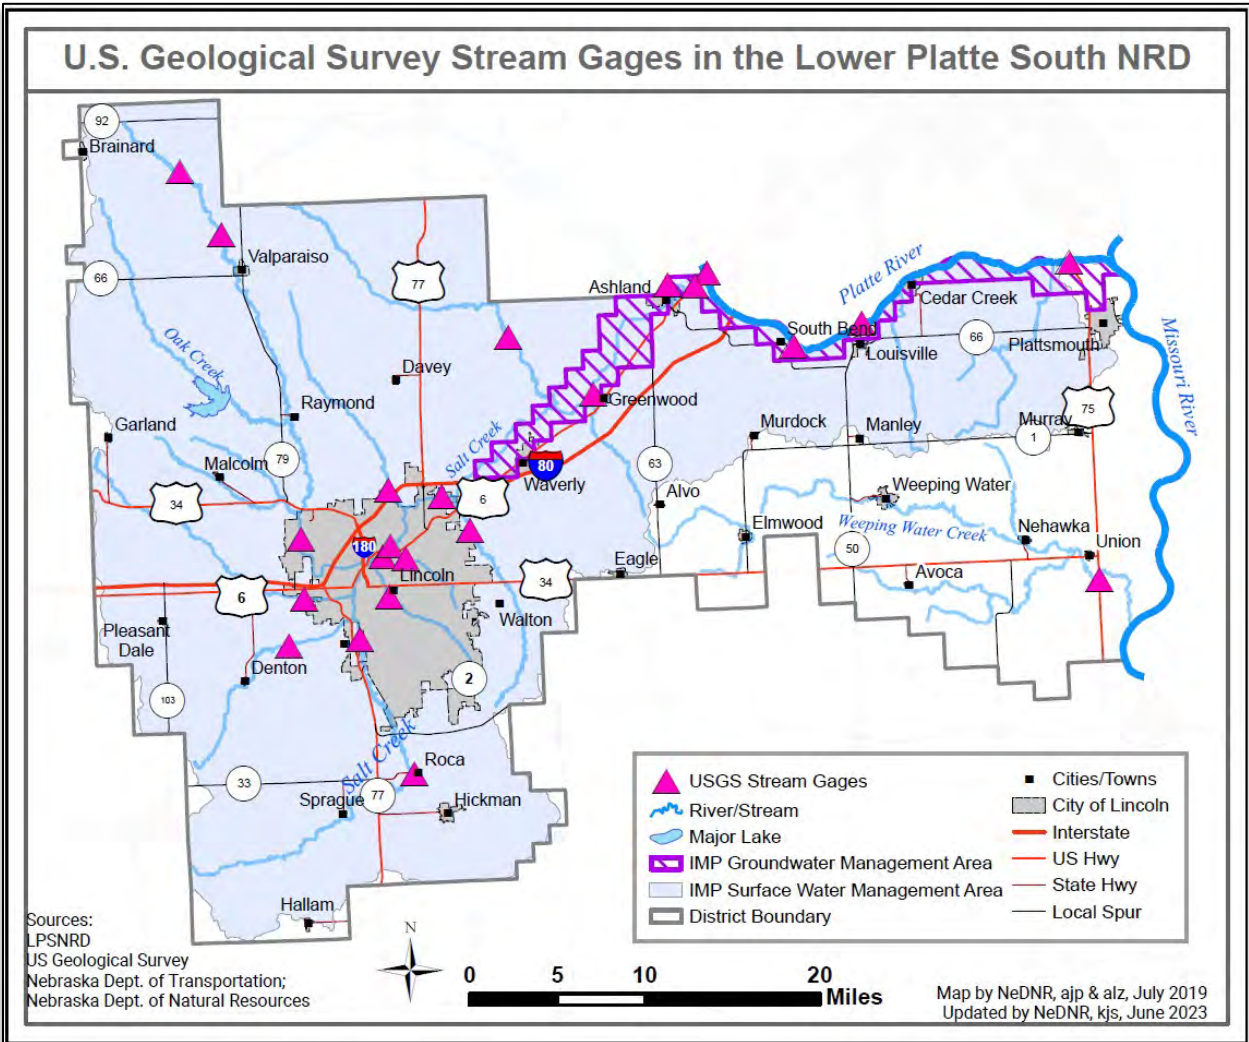 U.S. Geological Survey Stream Gages in the Lower Platte South NRD
92
Brainard
Valparaiso
66
77
Ashland
Platte River
Cedar Creek
South Bend
Louisville
66
Plattsmouth
Missouri River
Oak Creek
Davey
Raymond
Garland
Greenwood
75
Murdock
Manley
Murray
1
Malcolm
79
Salt Creek
80
Waverly
63
34
6
Alvo
Weeping Water
Elmwood
Weeping Water Creek
Nehawka
Union
180
50
Lincoln
Eagle
34
Avoca
6
Walton
Pleasant
Dale
Denton
2
103
Salt Creek
Roca
33
Sprague
77
Hickman
Hallam
USGS Stream Gages
River/Stream
Major Lake
IMP Groundwater Management Area
IMP Surface Water Management Area
District Boundary
Cities/Towns
City of Lincoln
Interstate
US Hwy
State Hwy
Local Spur
Sources:
LPSNRD
US Geological Survey
Nebraska Dept. of Transportation;
Nebraska Dept. of Natural Resources
N
0 5 10 20
Miles
Map by NeDNR, ajp & alz, July 2019
Updated by NeDNR, kjs, June 2023